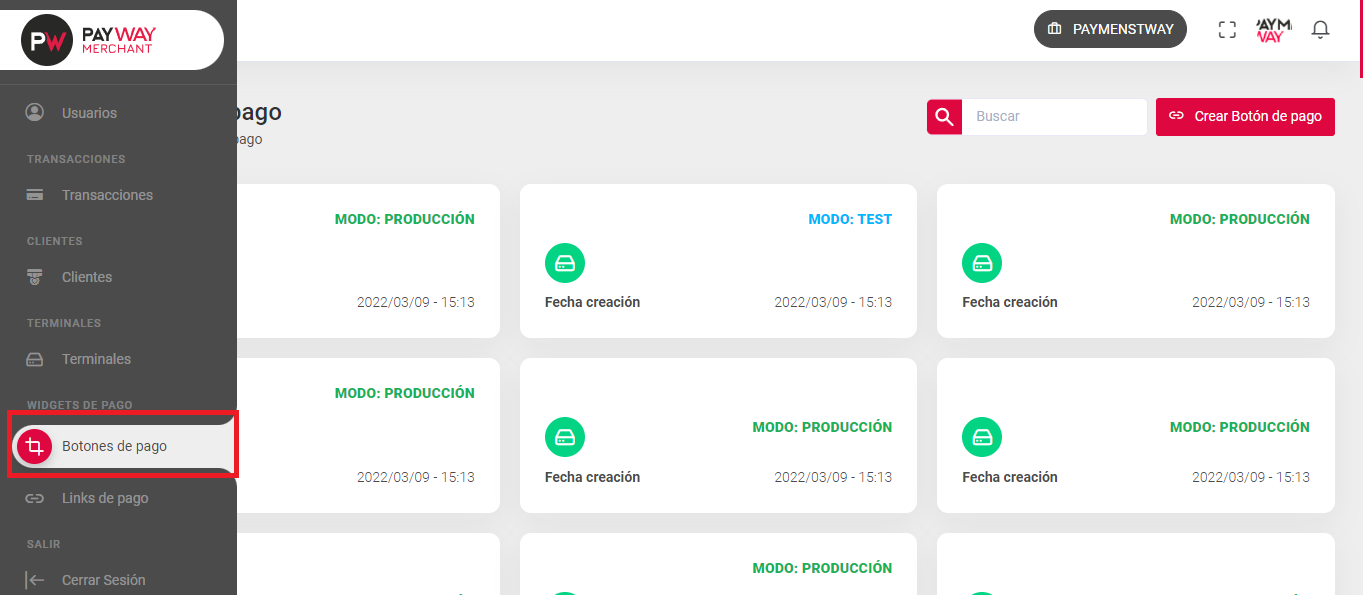 PW PAYWAY
MERCHANT
PAYMENSTWAY
Usuarios
TRANSACCIONES
Transacciones
CLIENTES
Clientes
TERMINALES
Terminales
WIDGETS DE PAGO
Botones de pago
Links de pago
SALIR
Cerrar Sesión
pago
pago
Buscar
Crear Botón de pago
MODO: PRODUCCIÓN
2022/03/09 - 15:13
MODO: TEST
Fecha creación
2022/03/09 - 15:13
MODO: PRODUCCIÓN
Fecha creación
2022/03/09 - 15:13
MODO: PRODUCCIÓN
2022/03/09 - 15:13
MODO: PRODUCCIÓN
Fecha creación
2022/03/09 - 15:13
MODO: PRODUCCIÓN
Fecha creación
2022/03/09 - 15:13
MODO: PRODUCCIÓN